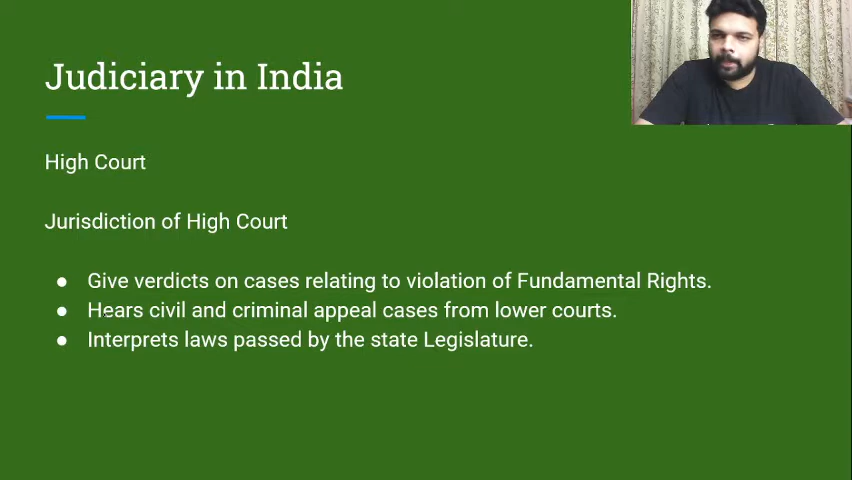 Judiciary in India
High Court
Jurisdiction of High Court
● Give verdicts on cases relating to violation of Fundamental Rights.
● Hears civil and criminal appeal cases from lower courts.
● Interprets laws passed by the state Legislature.